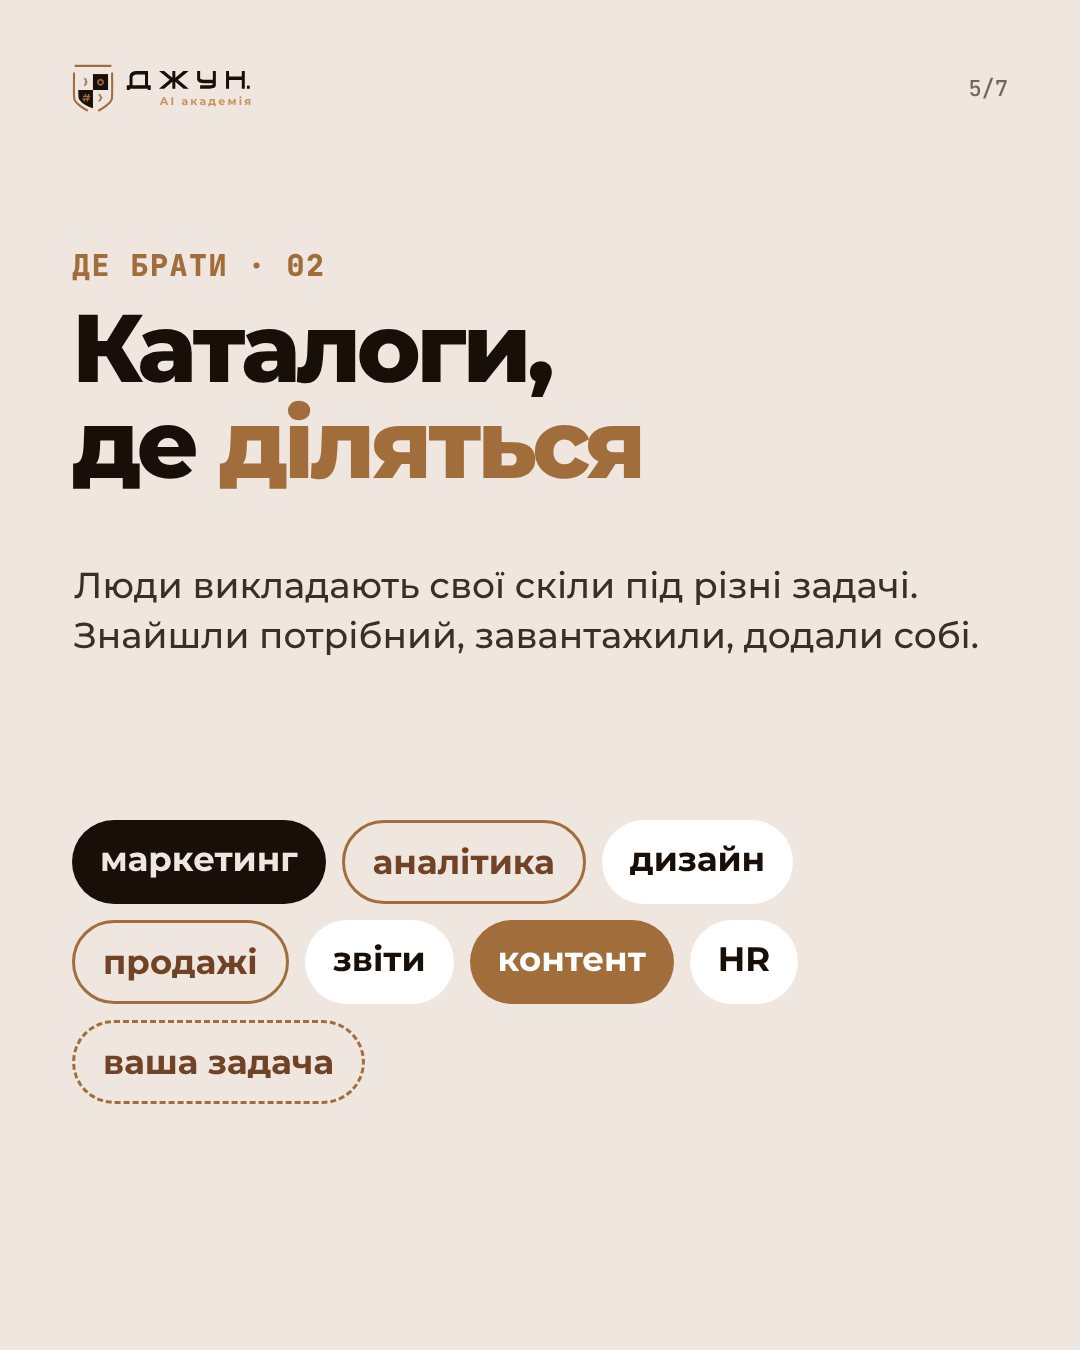 ДЖУН.
AI академія
5/7
ДЕ БРАТИ · 02
Каталоги,
де діляться
Люди викладають свої скіли під різні задачі.
Знайшли потрібний, завантажили, додали собі.
маркетинг аналітика дизайн
продажі звіти контент HR
ваша задача